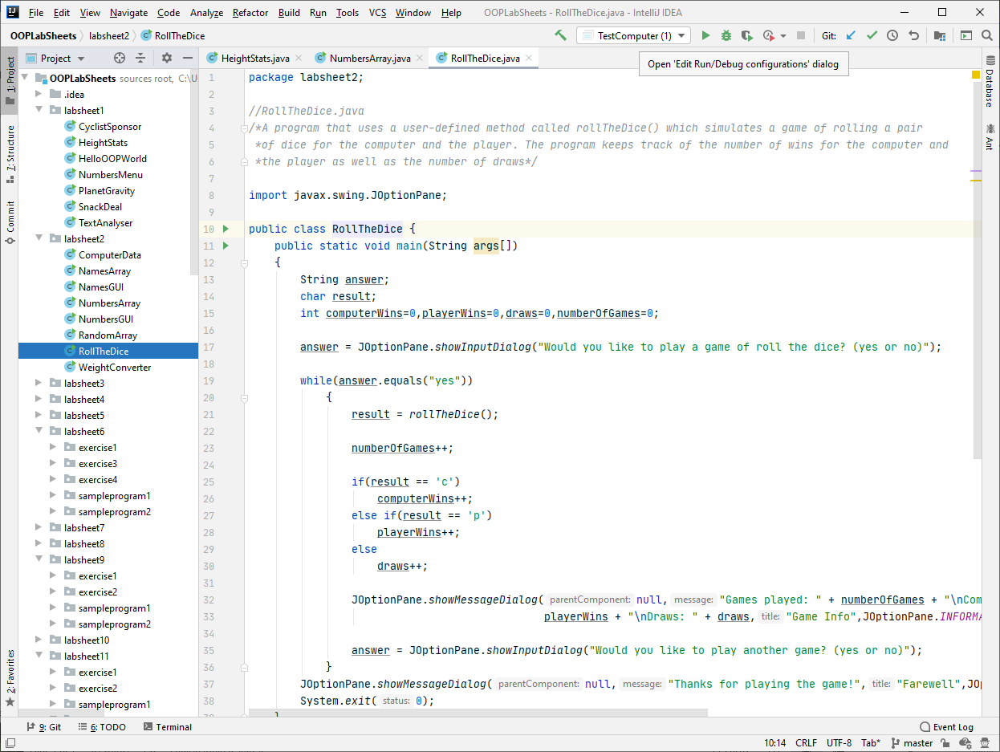 File Edit View Navigate Code Analyze Refactor Build Run Tools VCS Window Help OOPLabSheets - RollTheDice.java - IntelliJ IDEA
OOPLabSheets labsheet2 RollTheDice TestComputer (1) Git:
Project HeightStats.java NumbersArray.java RollTheDice.java
Open 'Edit Run/Debug configurations' dialog
1: Project
7: Structure
Commit
2: Favorites
OOPLabSheets sources root, C:\U
.idea
labsheet1
CyclistSponsor
HeightStats
HelloOOPWorld
NumbersMenu
PlanetGravity
SnackDeal
TextAnalyser
labsheet2
ComputerData
NamesArray
NamesGUI
NumbersArray
NumbersGUI
RandomArray
RollTheDice
WeightConverter
labsheet3
labsheet4
labsheet5
labsheet6
exercise1
exercise3
exercise4
sampleprogram1
sampleprogram2
labsheet7
labsheet8
labsheet9
exercise1
exercise2
sampleprogram1
sampleprogram2
labsheet10
labsheet11
exercise1
exercise2
sampleprogram1
1 package labsheet2;
2
3 //RollTheDice.java
4 /*A program that uses a user-defined method called rollTheDice() which simulates a game of rolling a pair
5 *of dice for the computer and the player. The program keeps track of the number of wins for the computer and
6 *the player as well as the number of draws*/
7
8 import javax.swing.JOptionPane;
9
10 public class RollTheDice {
11 public static void main(String args[])
12 {
13 String answer;
14 char result;
15 int computerWins=0,playerWins=0,draws=0,numberOfGames=0;
16
17 answer = JOptionPane.showInputDialog("Would you like to play a game of roll the dice? (yes or no)");
18
19 while(answer.equals("yes"))
20 {
21 result = rollTheDice();
22
23 numberOfGames++;
24
25 if(result == 'c')
26 computerWins++;
27 else if(result == 'p')
28 playerWins++;
29 else
30 draws++;
31
32 JOptionPane.showMessageDialog( parentComponent: null, message: "Games played: " + numberOfGames + "\nCom
33 playerWins + "\nDraws: " + draws, title: "Game Info",JOptionPane.INFORMA
34
35 answer = JOptionPane.showInputDialog("Would you like to play another game? (yes or no)");
36 }
37 JOptionPane.showMessageDialog( parentComponent: null, message: "Thanks for playing the game!", title: "Farewell",JOp
38 System.exit( status: 0);
Database
Ant
9: Git 6: TODO Terminal Event Log
10:14 CRLF UTF-8 Tab* master